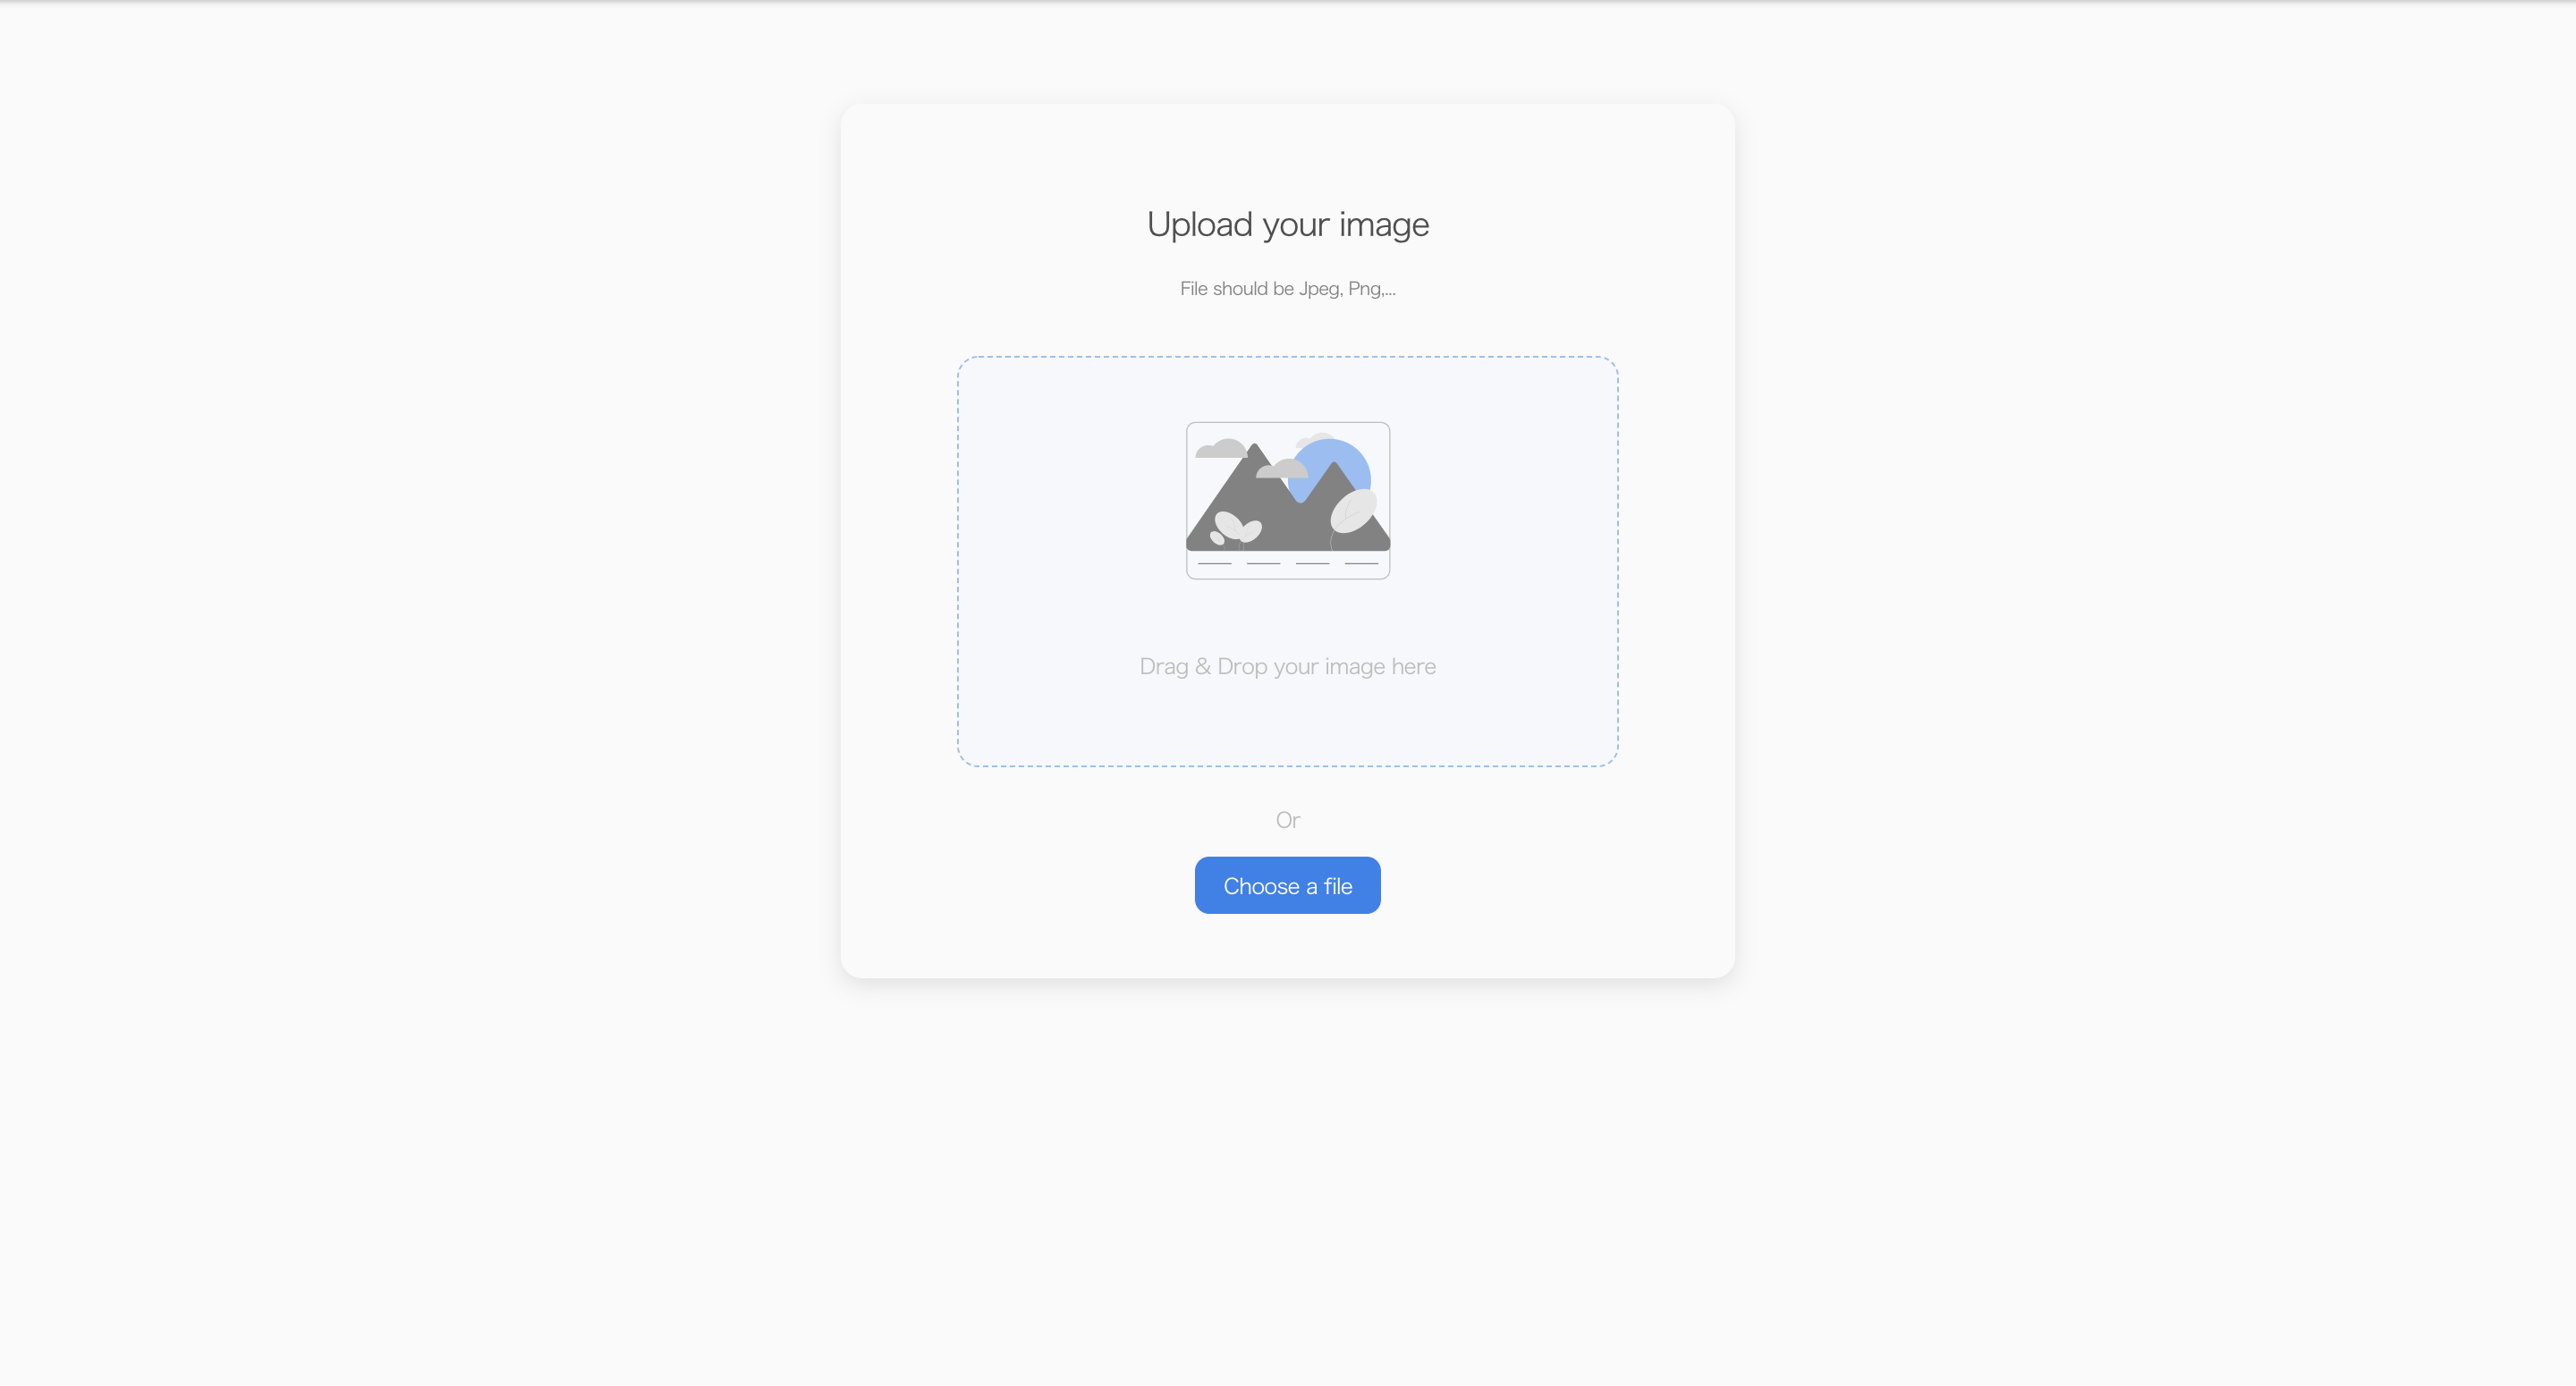 Upload your image
File should be Jpeg, Png,...
Drag & Drop your image here
Or
Choose a file